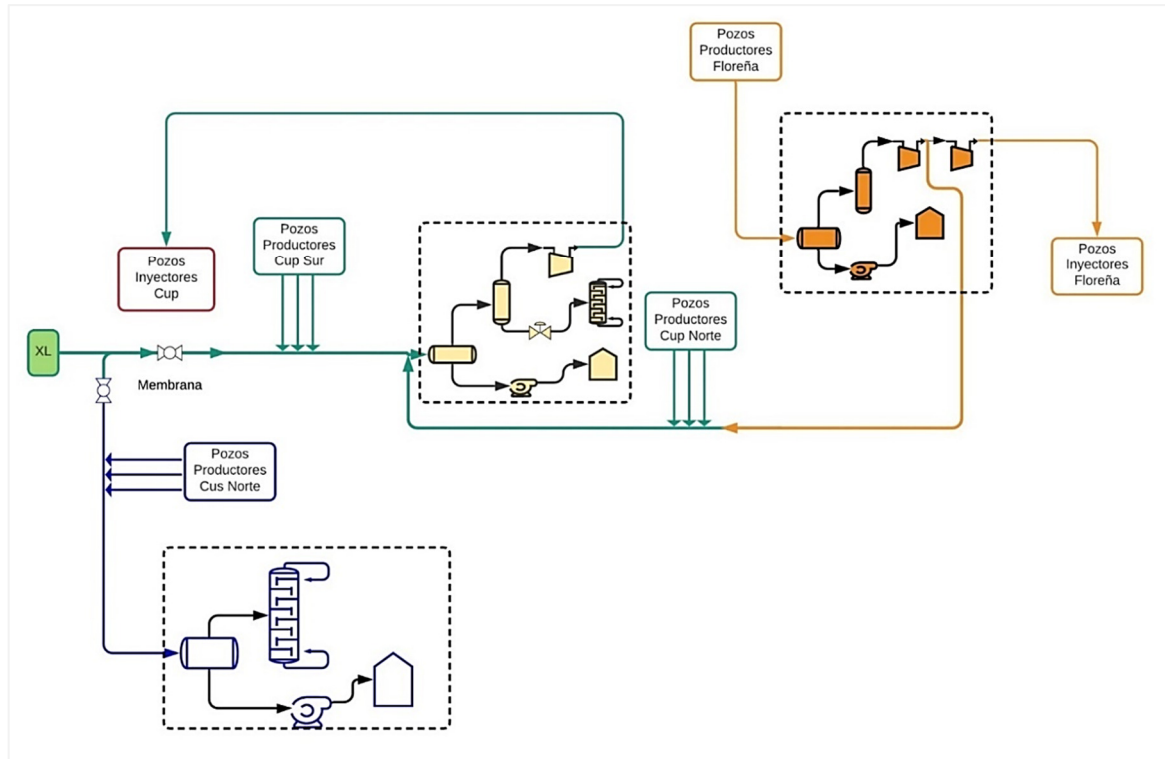 Pozos
Productores
Floreña
Pozos
Productores
Cup Sur
Pozos
Inyectores
Cup
Pozos
Inyectores
Floreña
Pozos
Productores
Cup Norte
XL
Membrana
Pozos
Productores
Cus Norte